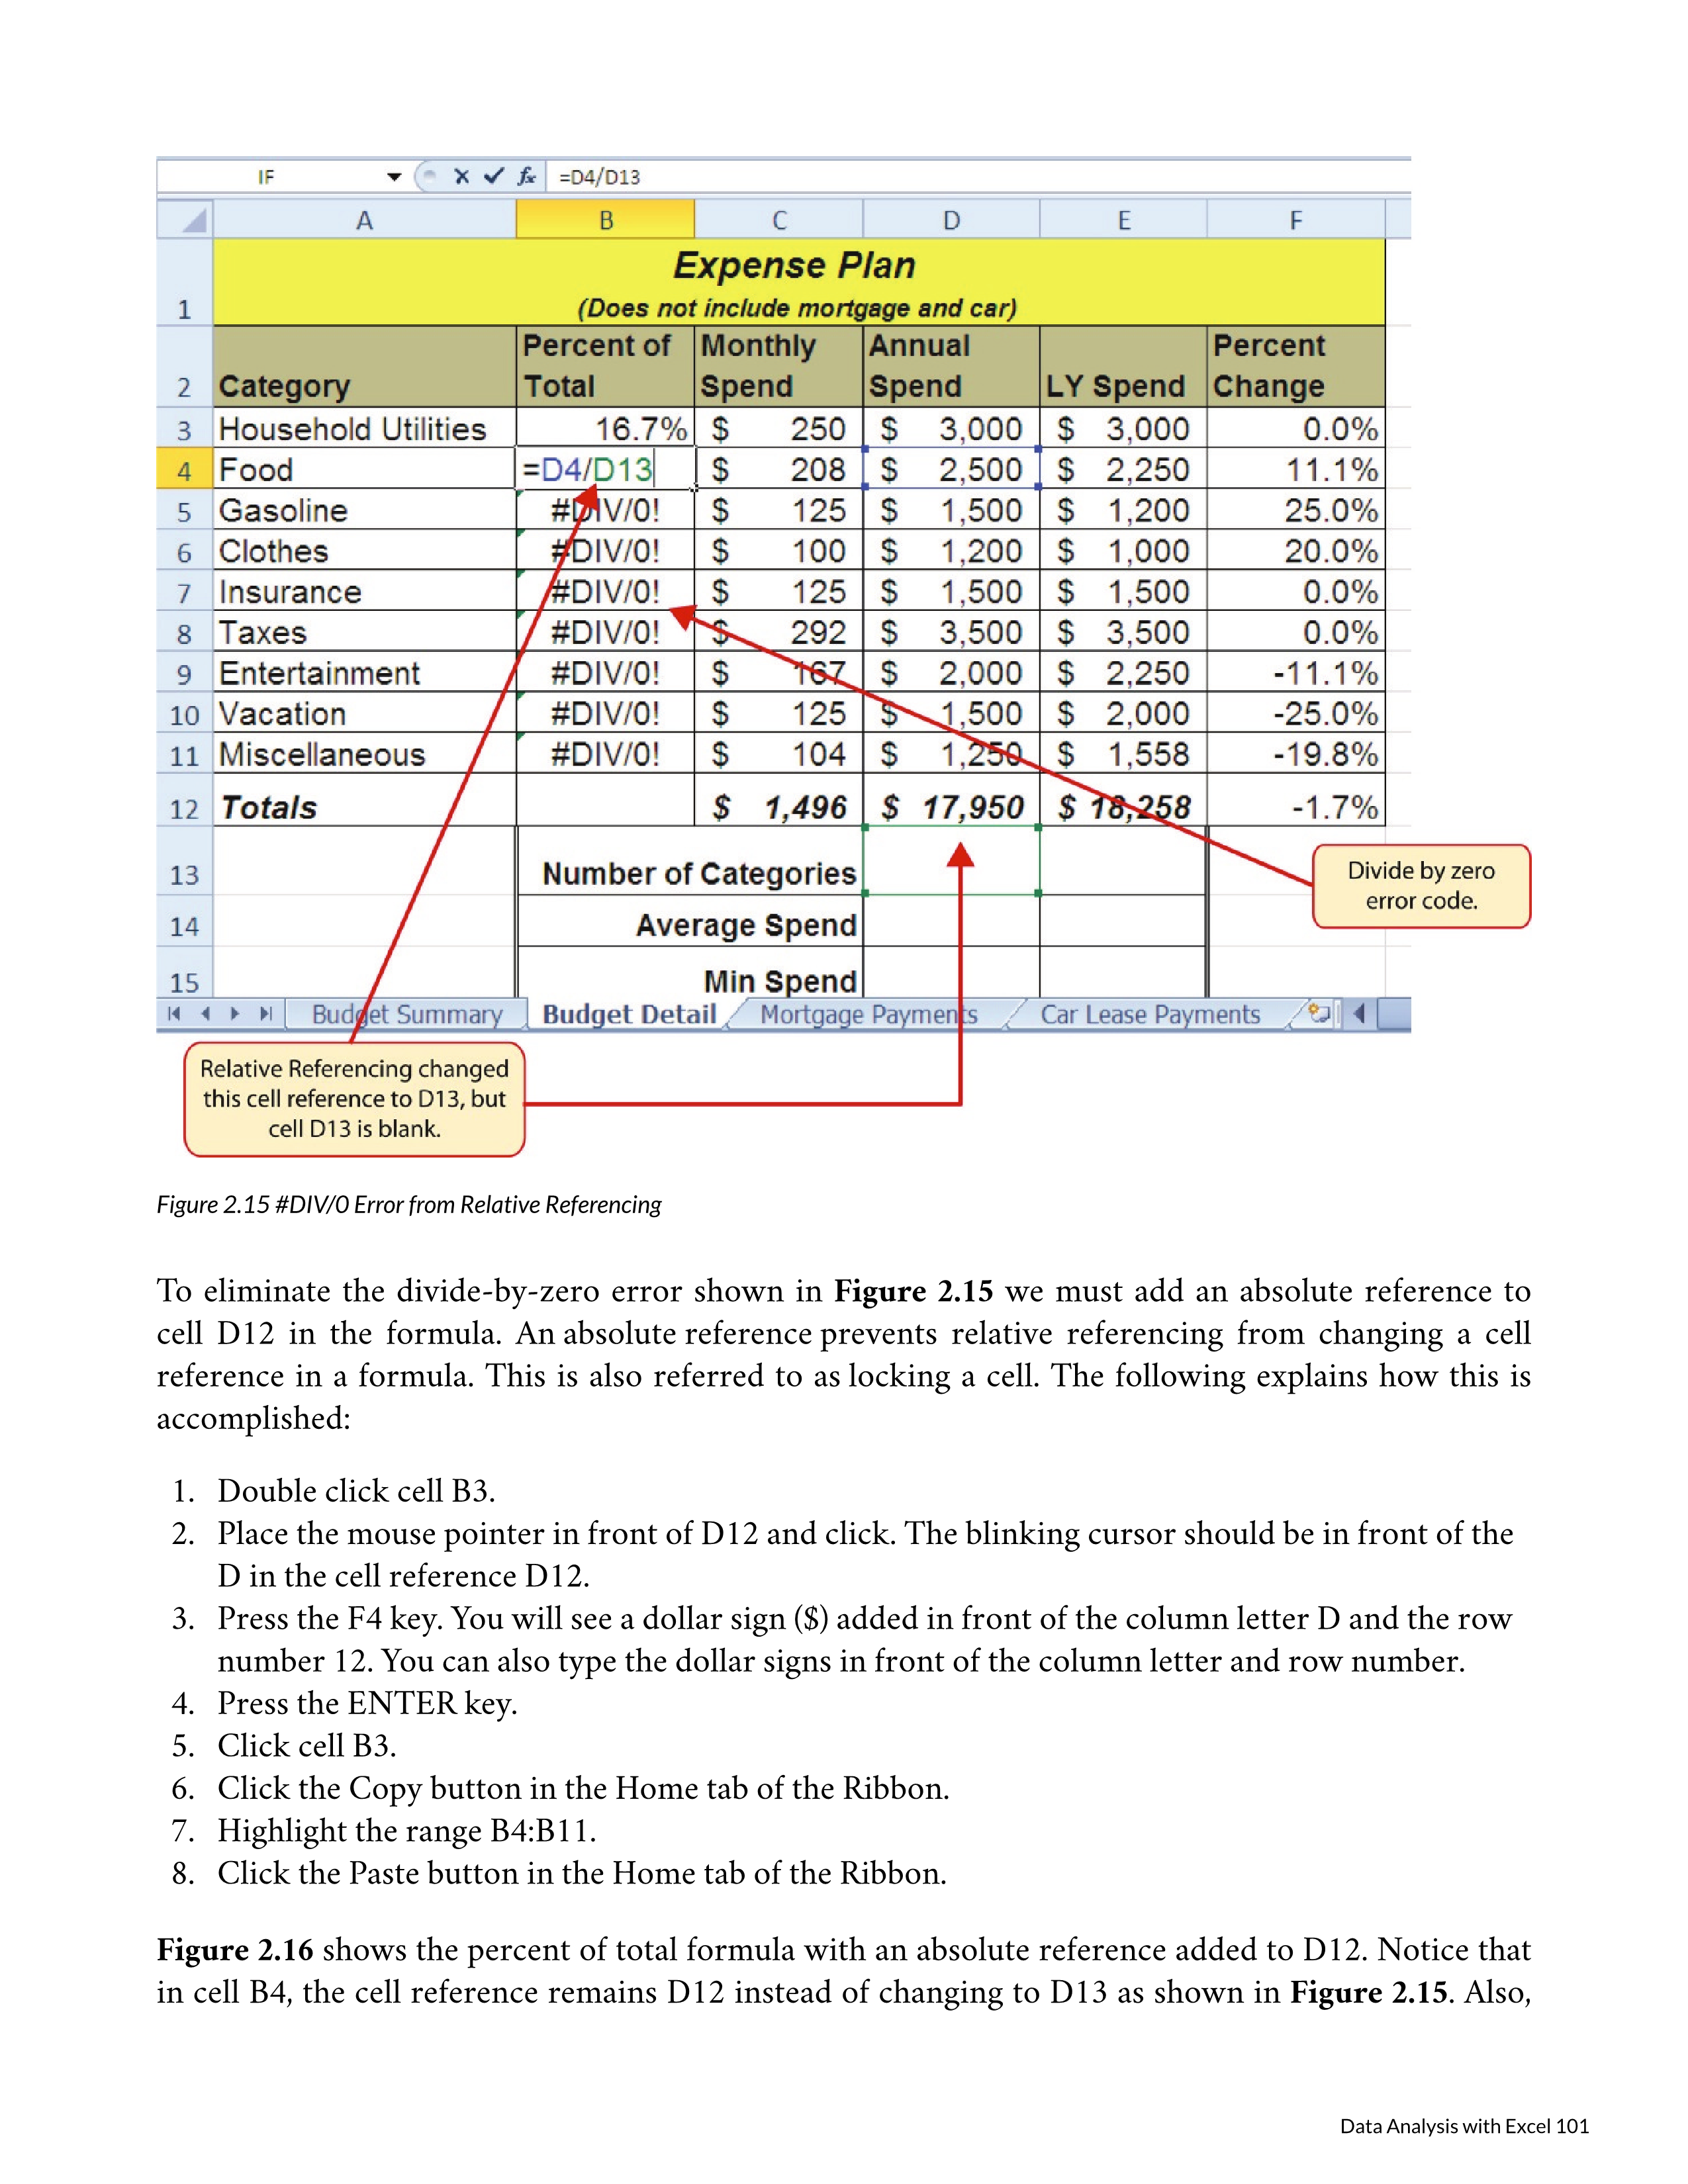 IF =D4/D13
A B C D E F
Expense Plan
1 (Does not include mortgage and car)
Percent of Monthly Annual Percent
2 Category Total Spend Spend LY Spend Change
3 Household Utilities 16.7% $ 250 $ 3,000 $ 3,000 0.0%
4 Food =D4/D13 $ 208 $ 2,500 $ 2,250 11.1%
5 Gasoline #DIV/0! $ 125 $ 1,500 $ 1,200 25.0%
6 Clothes #DIV/0! $ 100 $ 1,200 $ 1,000 20.0%
7 Insurance #DIV/0! $ 125 $ 1,500 $ 1,500 0.0%
8 Taxes #DIV/0! $ 292 $ 3,500 $ 3,500 0.0%
9 Entertainment #DIV/0! $ 167 $ 2,000 $ 2,250 -11.1%
10 Vacation #DIV/0! $ 125 $ 1,500 $ 2,000 -25.0%
11 Miscellaneous #DIV/0! $ 104 $ 1,250 $ 1,558 -19.8%
12 Totals $ 1,496 $ 17,950 $ 18,258 -1.7%
13 Number of Categories
14 Average Spend
15 Min Spend
Budget Summary Budget Detail Mortgage Payments Car Lease Payments
Divide by zero
error code.
Relative Referencing changed
this cell reference to D13, but
cell D13 is blank.
Figure 2.15 #DIV/0 Error from Relative Referencing
To eliminate the divide-by-zero error shown in Figure 2.15 we must add an absolute reference to
cell D12 in the formula. An absolute reference prevents relative referencing from changing a cell
reference in a formula. This is also referred to as locking a cell. The following explains how this is
accomplished:
1. Double click cell B3.
2. Place the mouse pointer in front of D12 and click. The blinking cursor should be in front of the
D in the cell reference D12.
3. Press the F4 key. You will see a dollar sign ($) added in front of the column letter D and the row
number 12. You can also type the dollar signs in front of the column letter and row number.
4. Press the ENTER key.
5. Click cell B3.
6. Click the Copy button in the Home tab of the Ribbon.
7. Highlight the range B4:B11.
8. Click the Paste button in the Home tab of the Ribbon.
Figure 2.16 shows the percent of total formula with an absolute reference added to D12. Notice that
in cell B4, the cell reference remains D12 instead of changing to D13 as shown in Figure 2.15. Also,
Data Analysis with Excel 101